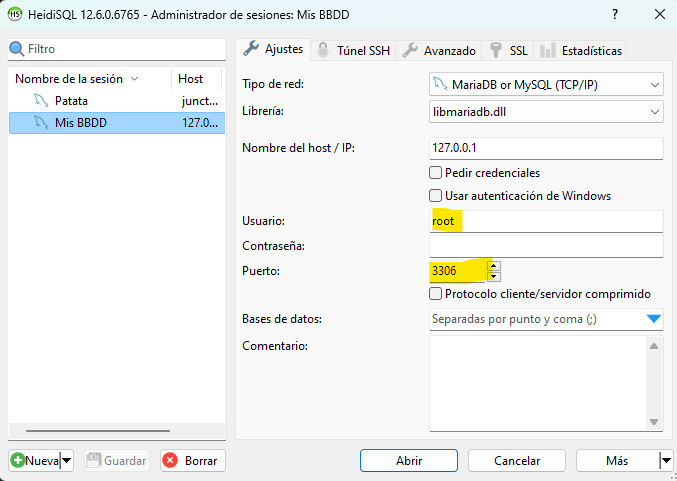 HS HeidiSQL 12.6.0.6765 - Administrador de sesiones: Mis BBDD ?
Filtro
Nombre de la sesión Host
Patata junct...
Mis BBDD 127.0...
Ajustes Túnel SSH Avanzado SSL Estadísticas
Tipo de red: MariaDB or MySQL (TCP/IP)
Librería: libmariadb.dll
Nombre del host / IP: 127.0.0.1
Pedir credenciales
Usar autenticación de Windows
Usuario: root
Contraseña:
Puerto: 3306
Protocolo cliente/servidor comprimido
Bases de datos: Separadas por punto y coma (;)
Comentario:
Nueva Guardar Borrar Abrir Cancelar Más